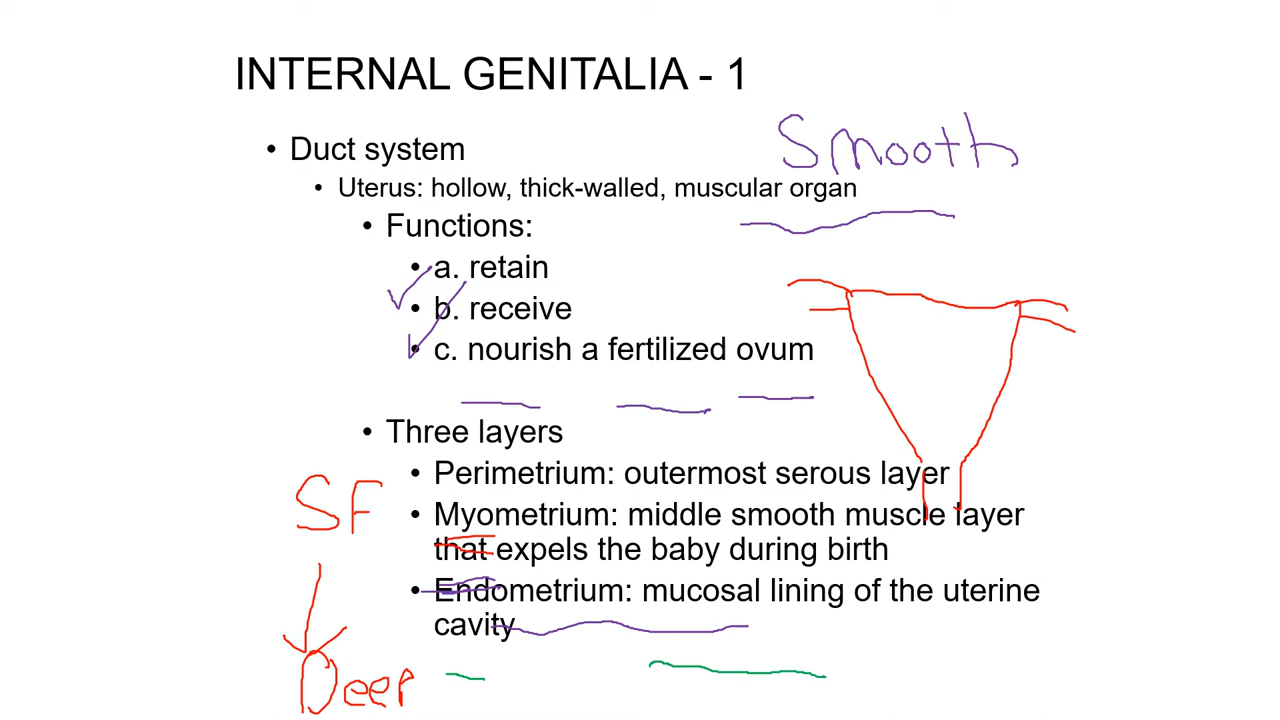 INTERNAL GENITALIA - 1
Smooth
• Duct system
• Uterus: hollow, thick-walled, muscular organ
• Functions:
• a. retain
• b. receive
• c. nourish a fertilized ovum
• Three layers
• Perimetrium: outermost serous layer
SF
• Myometrium: middle smooth muscle layer
that expels the baby during birth
• Endometrium: mucosal lining of the uterine
cavity
Deep